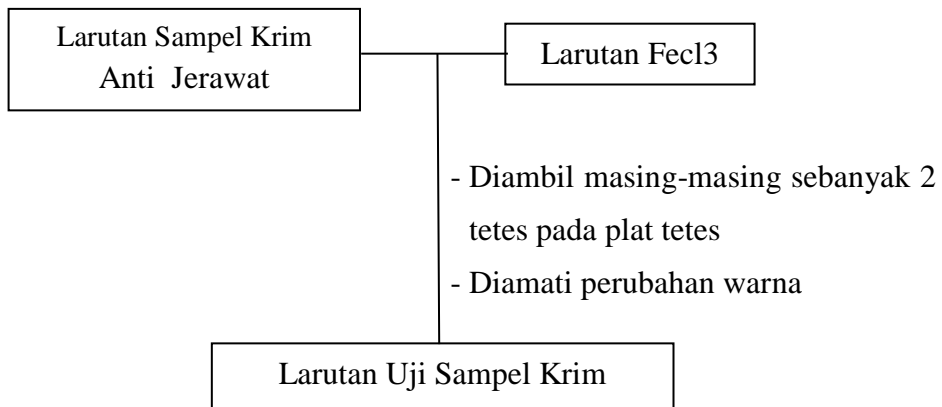 Larutan Sampel Krim
Anti Jerawat
Larutan Fecl3
- Diambil masing-masing sebanyak 2
tetes pada plat tetes
- Diamati perubahan warna
Larutan Uji Sampel Krim